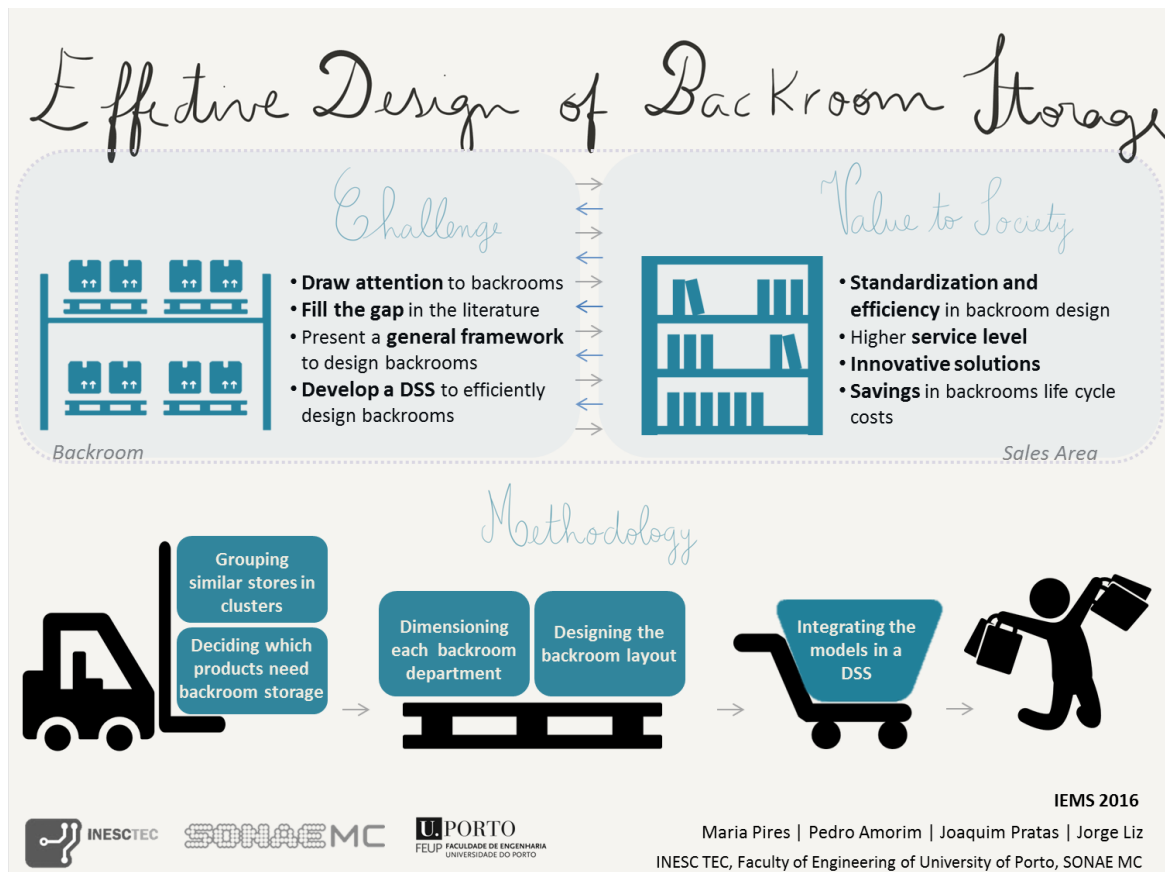 Effective Design of Backroom Storage
Challenge
• Draw attention to backrooms
• Fill the gap in the literature
• Present a general framework
to design backrooms
• Develop a DSS to efficiently
design backrooms
Backroom
Value to Society
• Standardization and
efficiency in backroom design
• Higher service level
• Innovative solutions
• Savings in backrooms life cycle
costs
Sales Area
Methodology
Grouping
similar stores in
clusters
Deciding which
products need
backroom storage
Dimensioning
each backroom
department
Designing the
backroom layout
Integrating the
models in a
DSS
IEMS 2016
Maria Pires | Pedro Amorim | Joaquim Pratas | Jorge Liz
INESC TEC, Faculty of Engineering of University of Porto, SONAE MC
INESCTEC
SONAE MC
U. PORTO
FEUP FACULDADE DE ENGENHARIA
UNIVERSIDADE DO PORTO